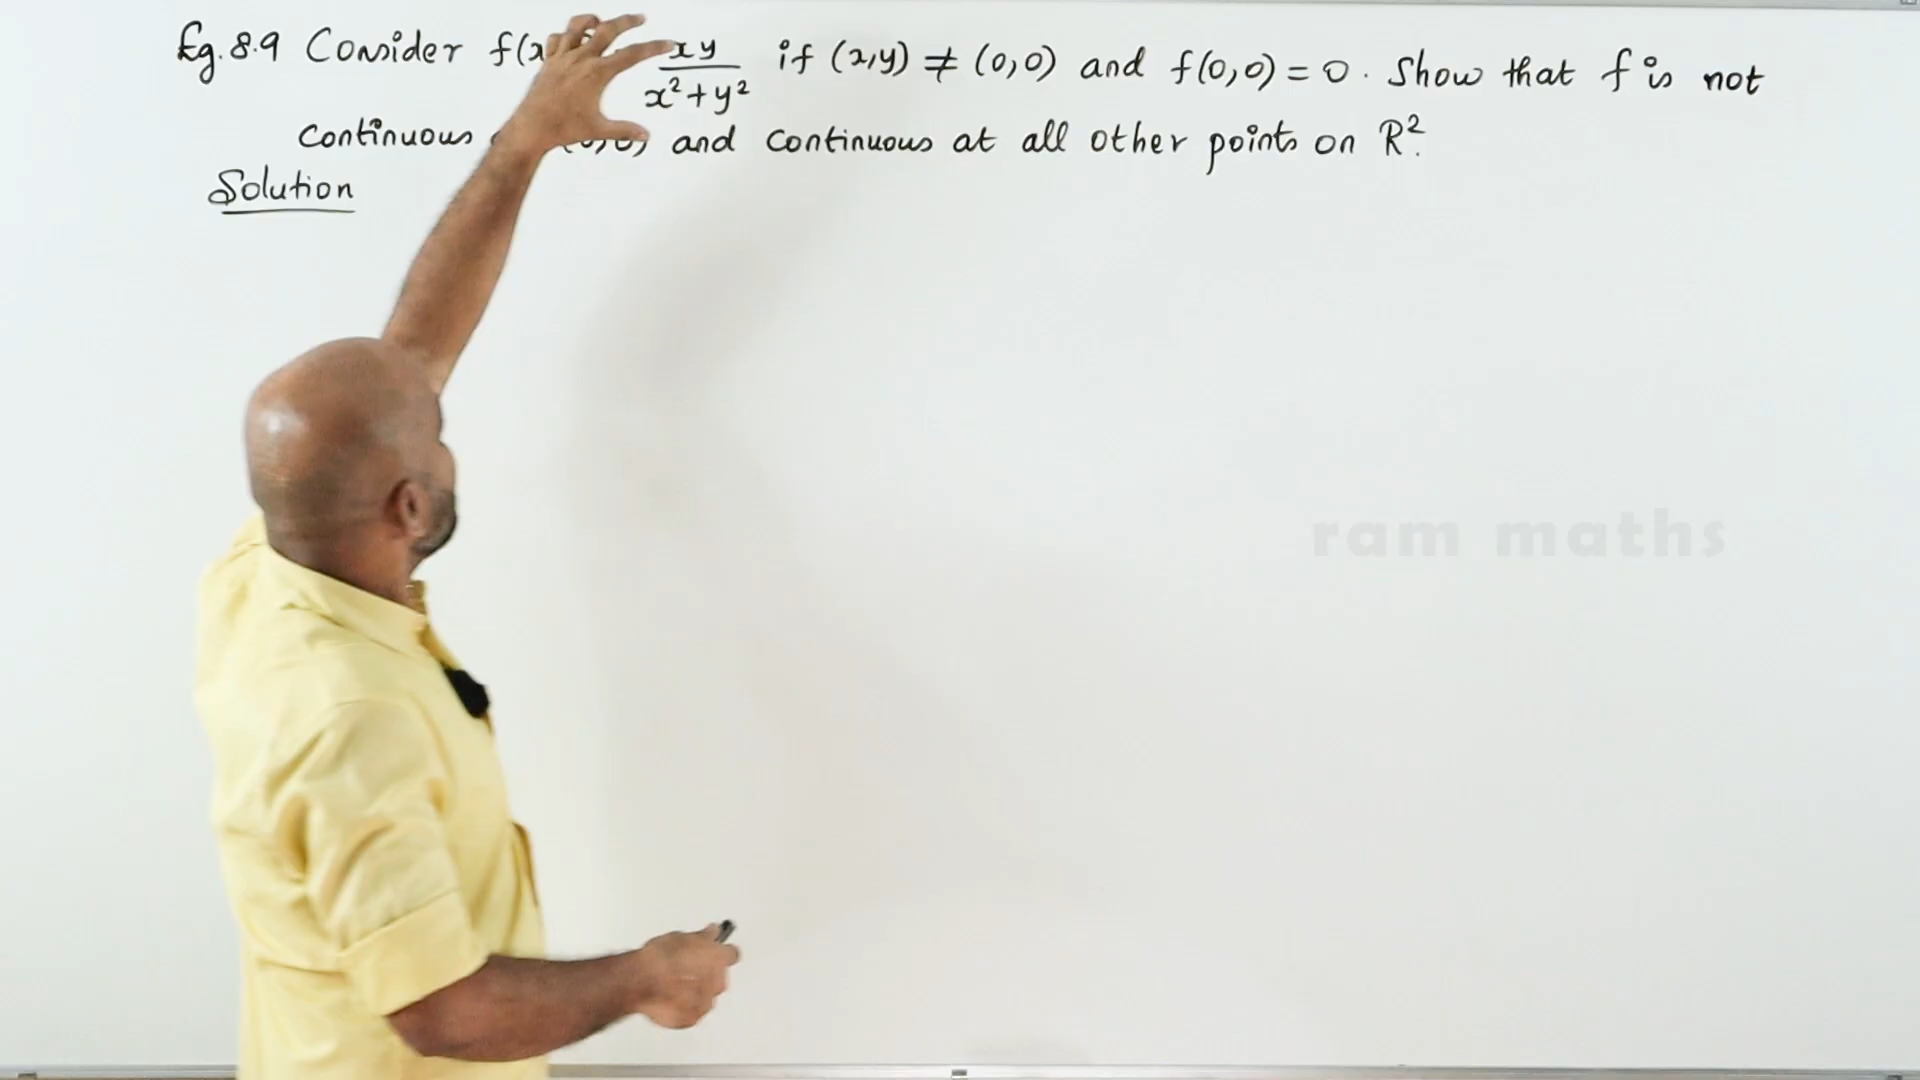 Eg. 8.9 Consider f(x xy/x²+y² if (x,y) ≠ (0,0) and f(0,0) = 0. Show that f is not
Continuous and continuous at all other points on R².
Solution
ram maths